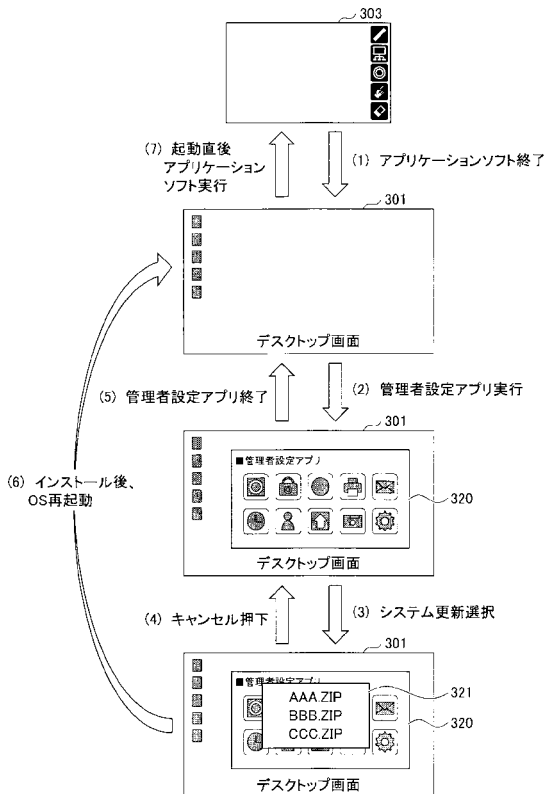 303
(7) 起動直後
アプリケーション
ソフト実行
(1) アプリケーションソフト終了
301
デスクトップ画面
(5) 管理者設定アプリ終了
(2) 管理者設定アプリ実行
301
(6) インストール後、
OS再起動
■管理者設定アプリ
320
デスクトップ画面
(4) キャンセル押下
(3) システム更新選択
301
■管理者設定アプリ
321
AAA.ZIP
BBB.ZIP
CCC.ZIP
320
デスクトップ画面